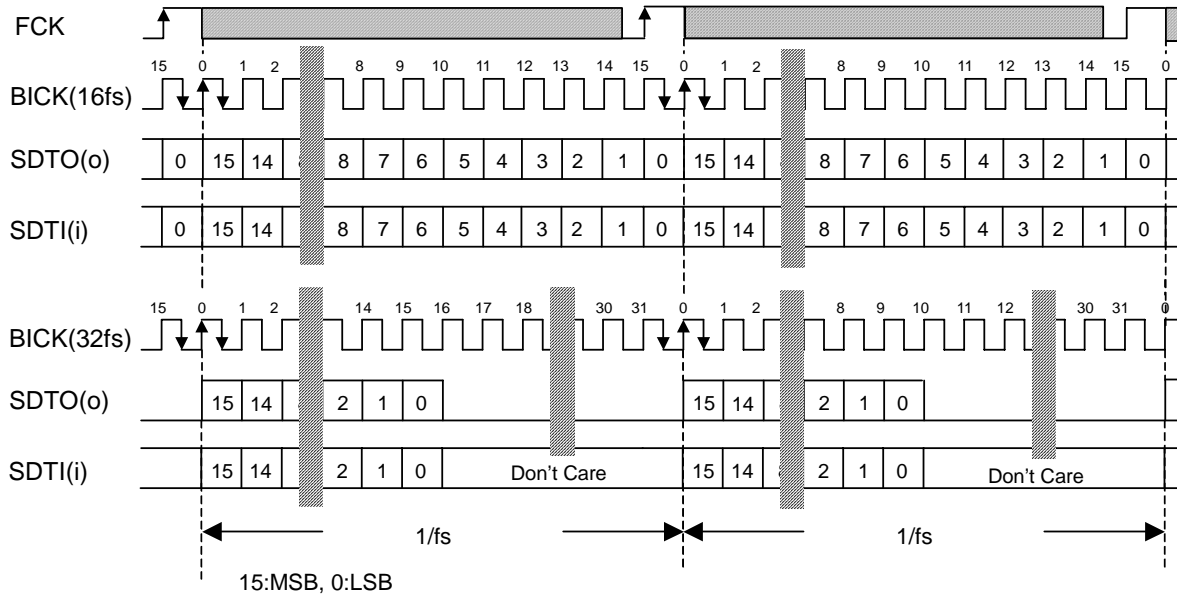 FCK
15 0 1 2 8 9 10 11 12 13 14 15 0 1 2 8 9 10 11 12 13 14 15 0
BICK(16fs)
SDTO(o) 0 15 14 8 7 6 5 4 3 2 1 0 15 14 8 7 6 5 4 3 2 1 0
SDTI(i) 0 15 14 8 7 6 5 4 3 2 1 0 15 14 8 7 6 5 4 3 2 1 0
15 0 1 2 14 15 16 17 18 30 31 0 1 2 8 9 10 11 12 30 31 0
BICK(32fs)
SDTO(o) 15 14 2 1 0 15 14 2 1 0
SDTI(i) 15 14 2 1 0 Don't Care 15 14 2 1 0 Don't Care
1/fs 1/fs
15:MSB, 0:LSB